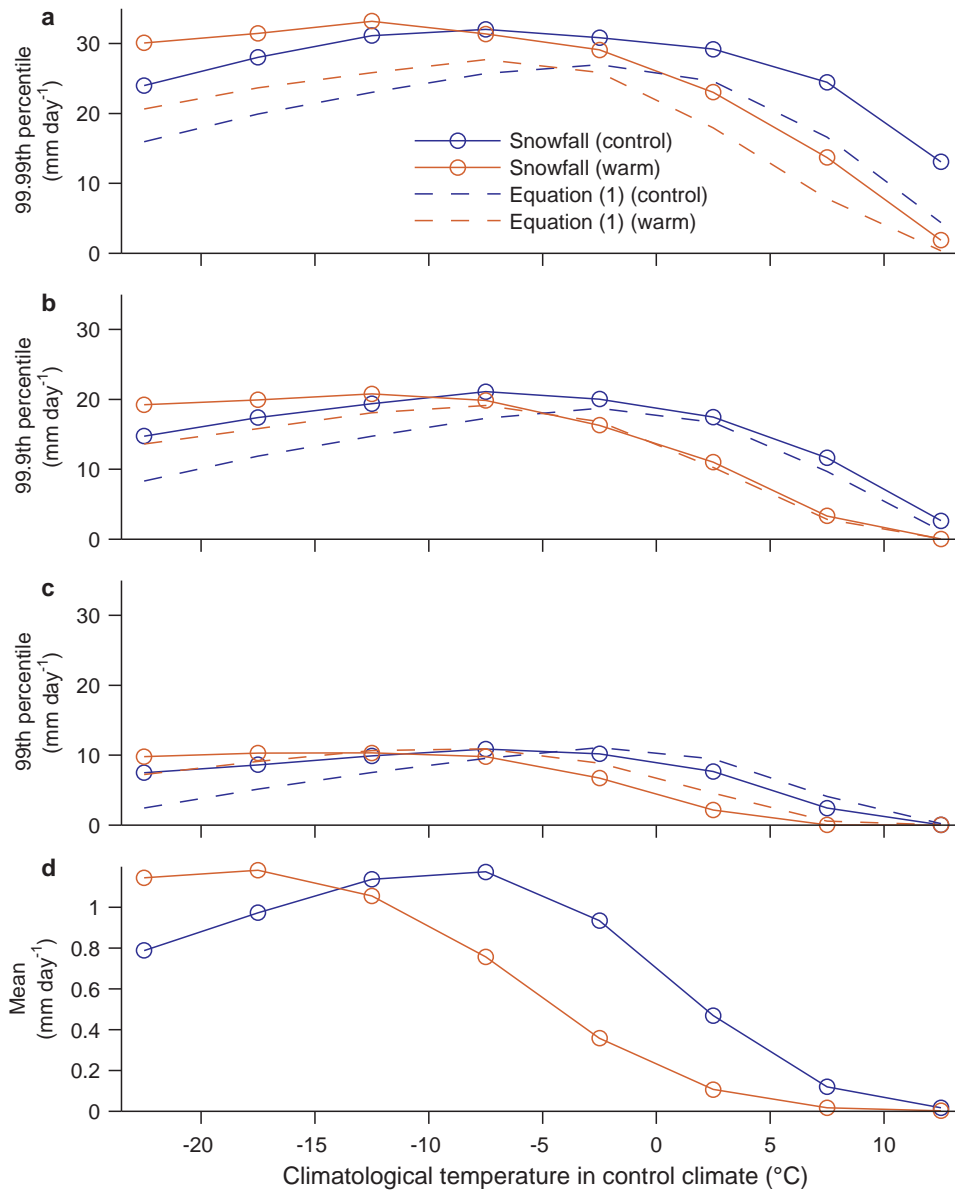 a
99.99th percentile
(mm day-1)
30
20
10
0
Snowfall (control)
Snowfall (warm)
Equation (1) (control)
Equation (1) (warm)
b
99.9th percentile
(mm day-1)
30
20
10
0
c
99th percentile
(mm day-1)
30
20
10
0
d
Mean
(mm day-1)
1
0.8
0.6
0.4
0.2
0
-20 -15 -10 -5 0 5 10
Climatological temperature in control climate (°C)